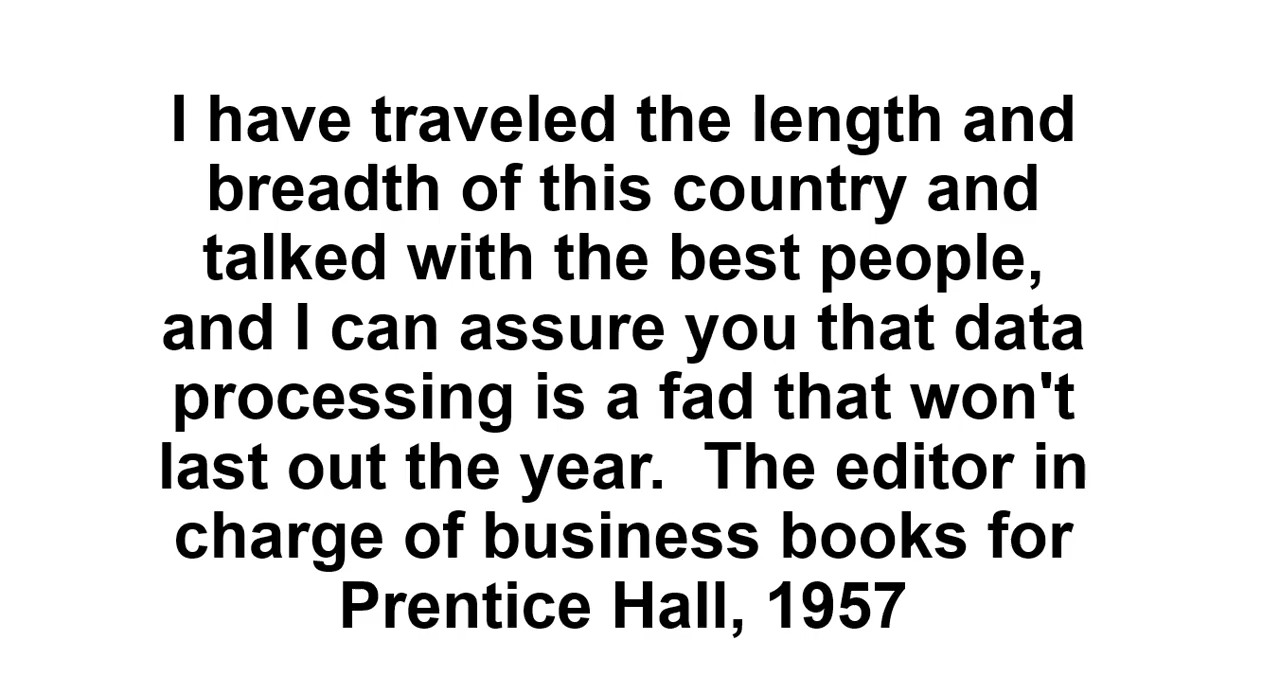 I have traveled the length and
breadth of this country and
talked with the best people,
and I can assure you that data
processing is a fad that won't
last out the year.  The editor in
charge of business books for
Prentice Hall, 1957